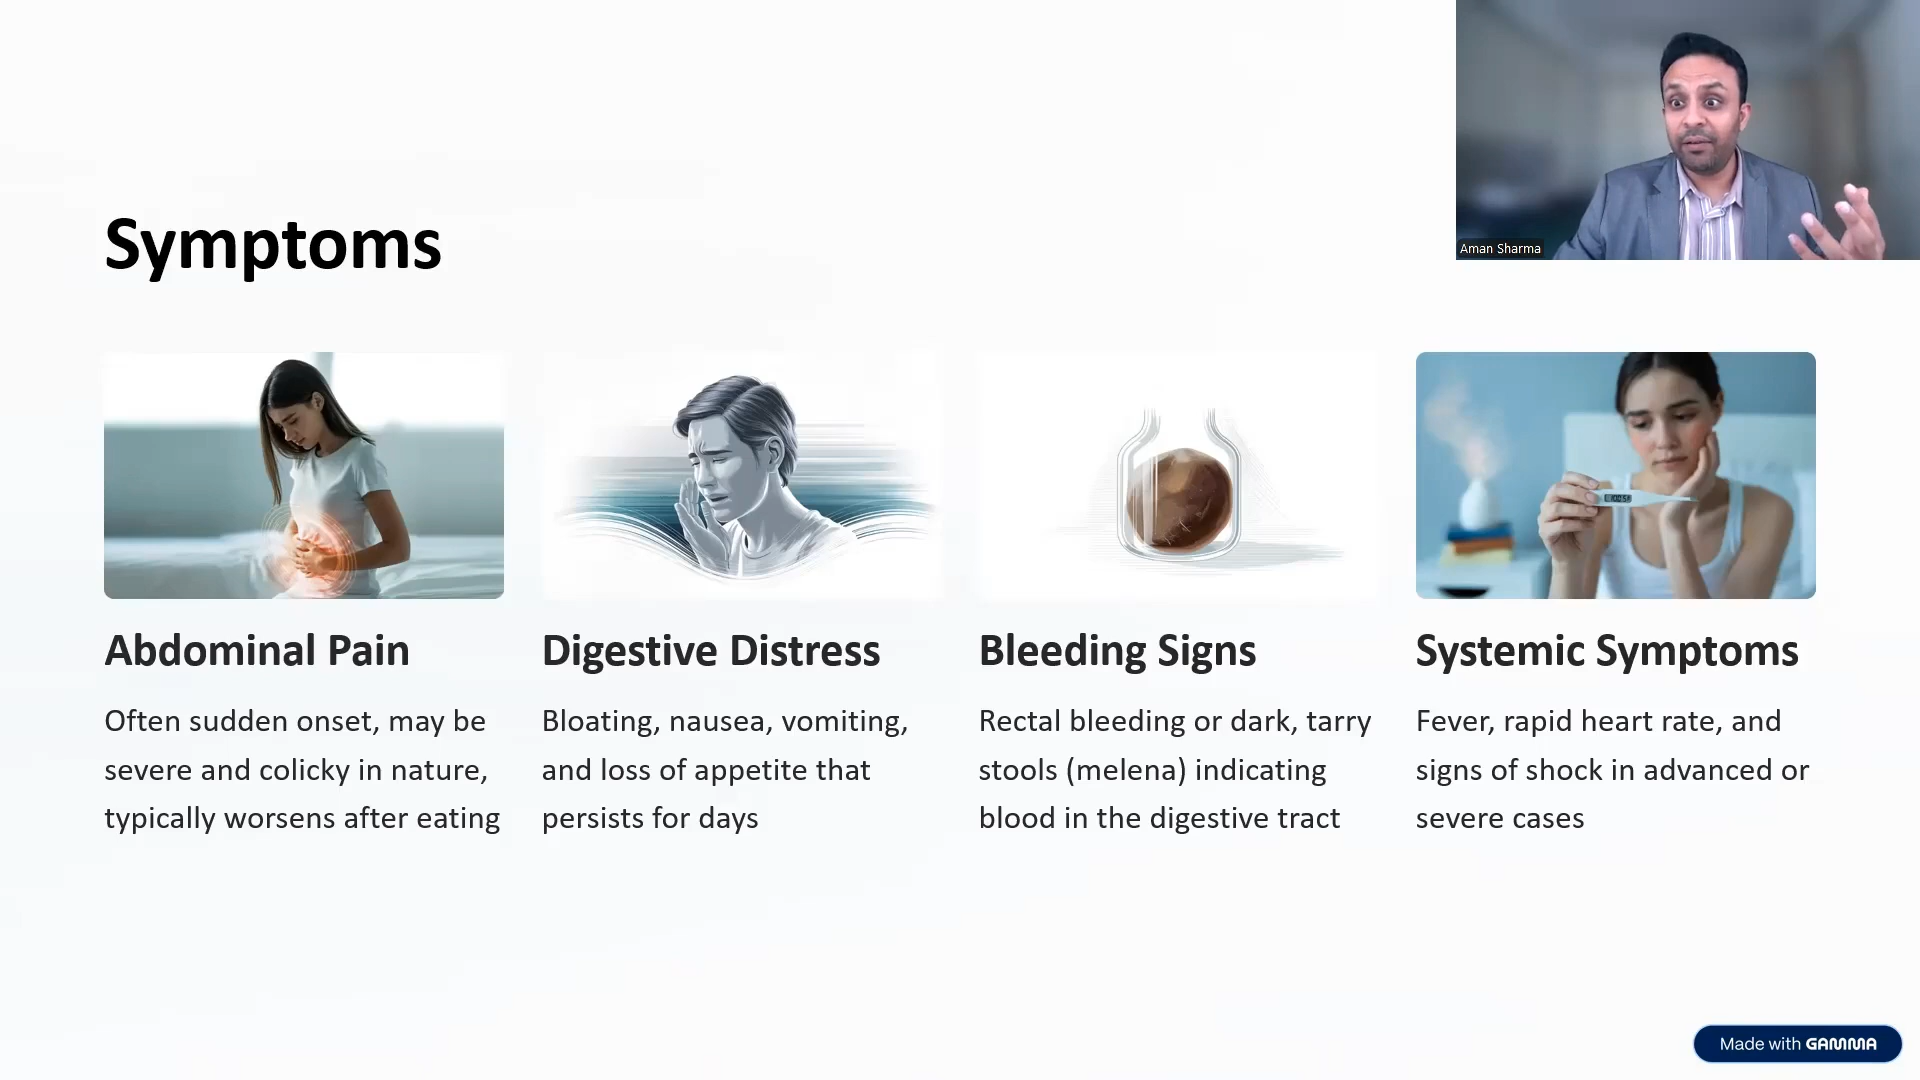 Aman Sharma
Symptoms
Abdominal Pain
Often sudden onset, may be
severe and colicky in nature,
typically worsens after eating
Digestive Distress
Bloating, nausea, vomiting,
and loss of appetite that
persists for days
Bleeding Signs
Rectal bleeding or dark, tarry
stools (melena) indicating
blood in the digestive tract
Systemic Symptoms
Fever, rapid heart rate, and
signs of shock in advanced or
severe cases
Made with GAMMA